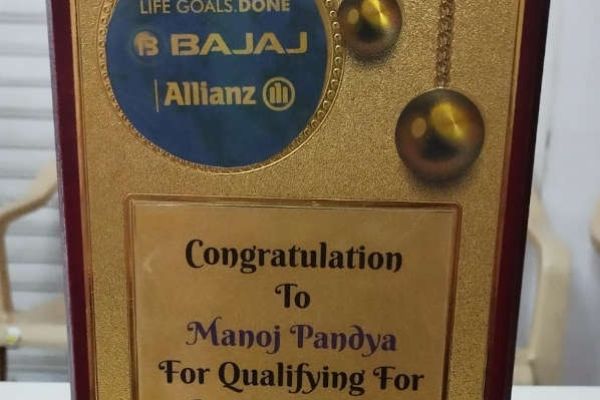 LIFE GOALS.DONE
B BAJAJ
Allianz
Congratulation
To
Manoj Pandya
For Qualifying For